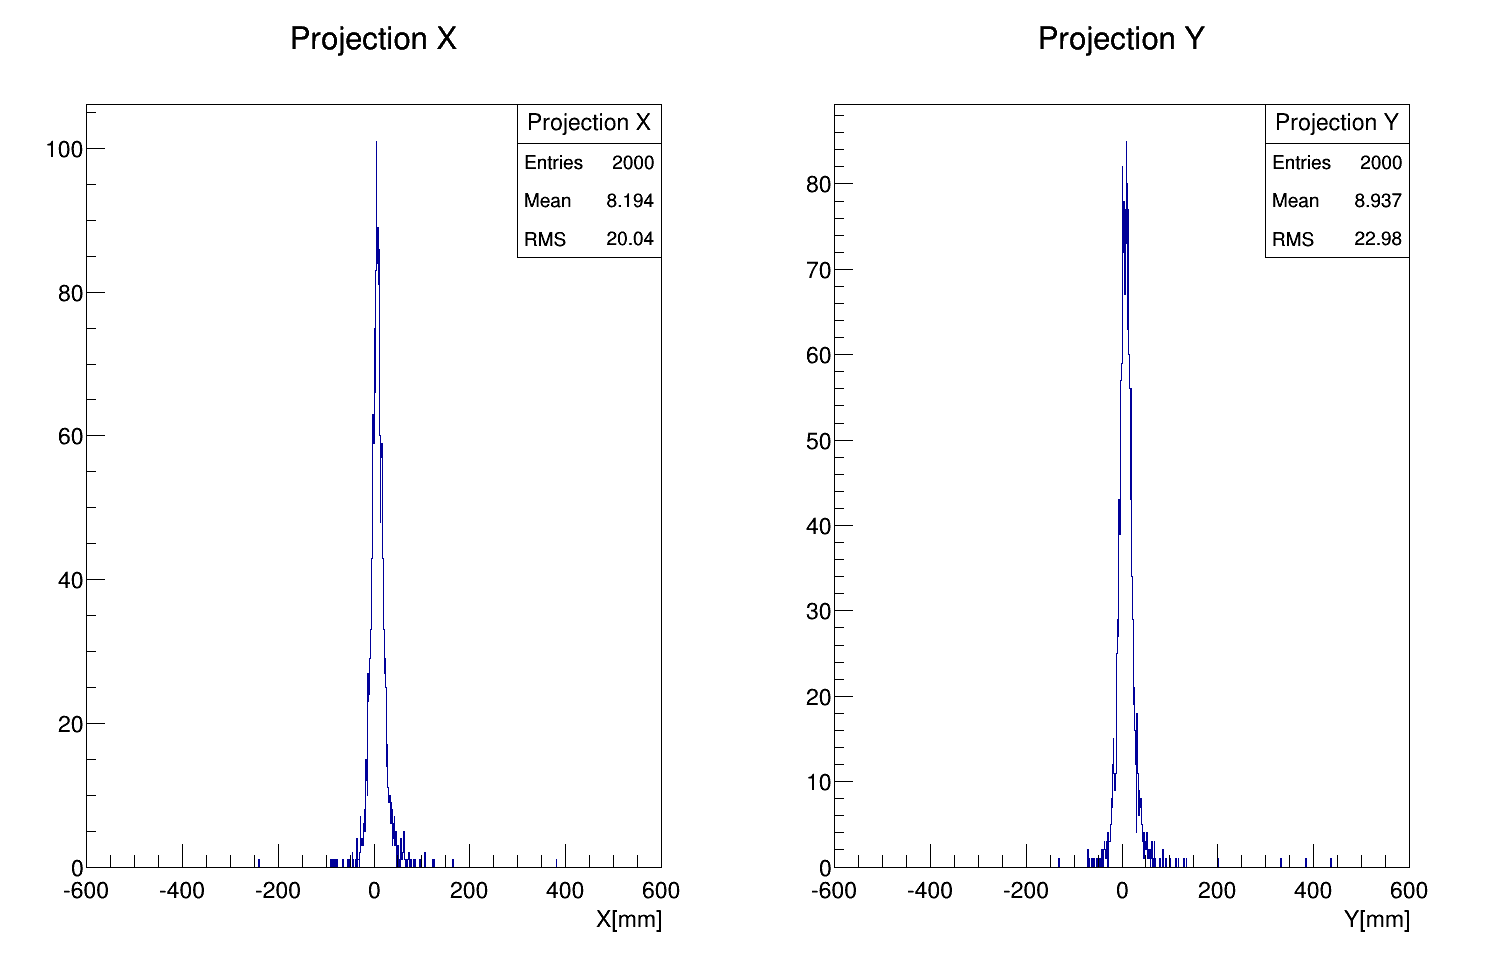 Projection X
Projection X
Entries 2000
Mean 8.194
RMS 20.04
100
80
60
40
20
0
-600 -400 -200 0 200 400 600
X[mm]
Projection Y
Projection Y
Entries 2000
Mean 8.937
RMS 22.98
80
70
60
50
40
30
20
10
0
-600 -400 -200 0 200 400 600
Y[mm]